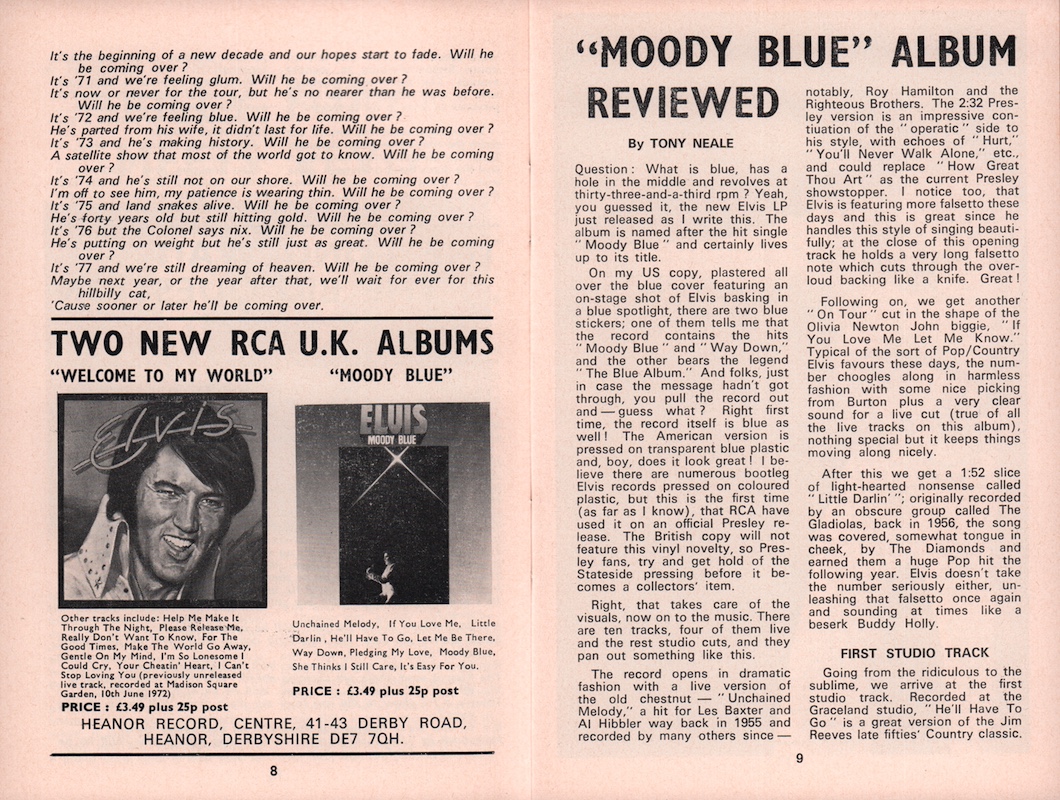 It's the beginning of a new decade and our hopes start to fade. Will he
be coming over ?
It's '71 and we're feeling glum. Will he be coming over ?
It's now or never for the tour, but he's no nearer than he was before.
Will he be coming over ?
It's '72 and we're feeling blue. Will he be coming over ?
He's parted from his wife, it didn't last for life. Will he be coming over ?
It's '73 and he's making history. Will he be coming over ?
A satellite show that most of the world got to know. Will he be coming
over ?
It's '74 and he's still not on our shore. Will he be coming over ?
I'm off to see him, my patience is wearing thin. Will he be coming over ?
It's '75 and land snakes alive. Will he be coming over ?
He's forty years old but still hitting gold. Will he be coming over ?
It's '76 but the Colonel says nix. Will he be coming over ?
He's putting on weight but he's still just as great. Will he be coming
over ?
It's '77 and we're still dreaming of heaven. Will he be coming over ?
Maybe next year, or the year after that, we'll wait for ever for this
hillbilly cat,
'Cause sooner or later he'll be coming over.
TWO NEW RCA U.K. ALBUMS
"WELCOME TO MY WORLD"
"MOODY BLUE"
Elvis
ELVIS
MOODY BLUE
Other tracks include: Help Me Make It
Through The Night, Please Release Me,
Really Don't Want To Know, For The
Good Times, Make The World Go Away,
Gentle On My Mind, I'm So Lonesome I
Could Cry, Your Cheatin' Heart, I Can't
Stop Loving You (previously unreleased
live track, recorded at Madison Square
Garden, 10th June 1972)
PRICE : £3.49 plus 25p post
Unchained Melody, If You Love Me, Little
Darlin , He'll Have To Go, Let Me Be There,
Way Down, Pledging My Love, Moody Blue,
She Thinks I Still Care, It's Easy For You.
PRICE : £3.49 plus 25p post
HEANOR RECORD, CENTRE, 41-43 DERBY ROAD,
HEANOR, DERBYSHIRE DE7 7QH.
8
"MOODY BLUE" ALBUM
REVIEWED
By TONY NEALE
Question : What is blue, has a
hole in the middle and revolves at
thirty-three-and-a-third rpm ? Yeah,
you guessed it, the new Elvis LP
just released as I write this. The
album is named after the hit single
" Moody Blue " and certainly lives
up to its title.
On my US copy, plastered all
over the blue cover featuring an
on-stage shot of Elvis basking in
a blue spotlight, there are two blue
stickers; one of them tells me that
the record contains the hits
" Moody Blue " and " Way Down,"
and the other bears the legend
" The Blue Album." And folks, just
in case the message hadn't got
through, you pull the record out
and — guess what ? Right first
time, the record itself is blue as
well ! The American version is
pressed on transparent blue plastic
and, boy, does it look great ! I be-
lieve there are numerous bootleg
Elvis records pressed on coloured
plastic, but this is the first time
(as far as I know), that RCA have
used it on an official Presley re-
lease. The British copy will not
feature this vinyl novelty, so Pres-
ley fans, try and get hold of the
Stateside pressing before it be-
comes a collectors' item.
Right, that takes care of the
visuals, now on to the music. There
are ten tracks, four of them live
and the rest studio cuts, and they
pan out something like this.
The record opens in dramatic
fashion with a live version of
the old chestnut — " Unchained
Melody," a hit for Les Baxter and
Al Hibbler way back in 1955 and
recorded by many others since —
notably, Roy Hamilton and the
Righteous Brothers. The 2:32 Pres-
ley version is an impressive con-
tiuation of the " operatic " side to
his style, with echoes of " Hurt,"
" You'll Never Walk Alone," etc.,
and could replace " How Great
Thou Art " as the current Presley
showstopper. I notice too, that
Elvis is featuring more falsetto these
days and this is great since he
handles this style of singing beauti-
fully; at the close of this opening
track he holds a very long falsetto
note which cuts through the over-
loud backing like a knife. Great !
Following on, we get another
" On Tour " cut in the shape of the
Olivia Newton John biggie, " If
You Love Me Let Me Know."
Typical of the sort of Pop/Country
Elvis favours these days, the num-
ber choogles along in harmless
fashion with some nice picking
from Burton plus a very clear
sound for a live cut (true of all
the live tracks on this album),
nothing special but it keeps things
moving along nicely.
After this we get a 1:52 slice
of light-hearted nonsense called
" Little Darlin' "; originally recorded
by an obscure group called The
Gladiolas, back in 1956, the song
was covered, somewhat tongue in
cheek, by The Diamonds and
earned them a huge Pop hit the
following year. Elvis doesn't take
the number seriously either, un-
leashing that falsetto once again
and sounding at times like a
beserk Buddy Holly.
FIRST STUDIO TRACK
Going from the ridiculous to the
sublime, we arrive at the first
studio track. Recorded at the
Graceland studio, " He'll Have To
Go " is a great version of the Jim
Reeves late fifties' Country classic.
9